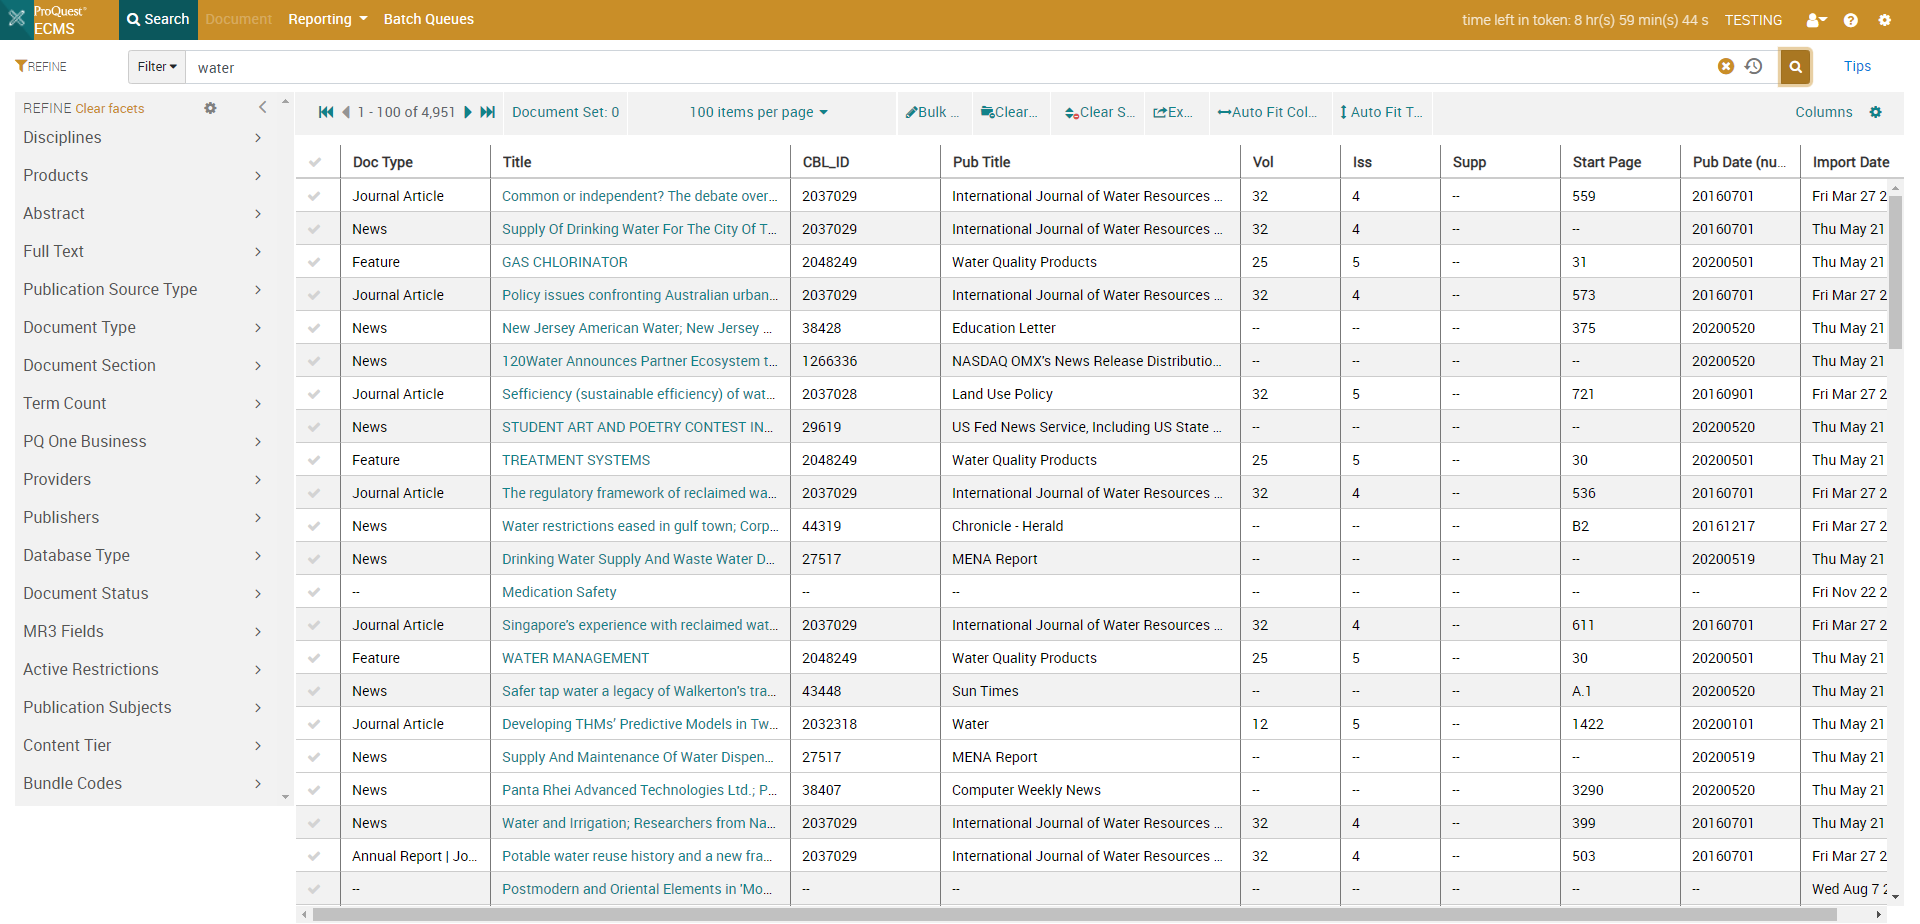 ProQuest® ECMS Search Document Reporting Batch Queues time left in token: 8 hr(s) 59 min(s) 44 s TESTING
REFINE Filter water Tips
REFINE Clear facets
Disciplines
Products
Abstract
Full Text
Publication Source Type
Document Type
Document Section
Term Count
PQ One Business
Providers
Publishers
Database Type
Document Status
MR3 Fields
Active Restrictions
Publication Subjects
Content Tier
Bundle Codes
1 - 100 of 4,951 Document Set: 0 100 items per page Bulk ... Clear... Clear S... Ex... Auto Fit Col... Auto Fit T... Columns
Doc Type Title CBL_ID Pub Title Vol Iss Supp Start Page Pub Date (nu... Import Date
Journal Article Common or independent? The debate over... 2037029 International Journal of Water Resources ... 32 4 -- 559 20160701 Fri Mar 27 2
News Supply Of Drinking Water For The City Of T... 2037029 International Journal of Water Resources ... 32 4 -- -- 20160701 Thu May 21
Feature GAS CHLORINATOR 2048249 Water Quality Products 25 5 -- 31 20200501 Thu May 21
Journal Article Policy issues confronting Australian urban... 2037029 International Journal of Water Resources ... 32 4 -- 573 20160701 Fri Mar 27 2
News New Jersey American Water; New Jersey ... 38428 Education Letter -- -- -- 375 20200520 Thu May 21
News 120Water Announces Partner Ecosystem t... 1266336 NASDAQ OMX's News Release Distributio... -- -- -- -- 20200520 Thu May 21
Journal Article Sefficiency (sustainable efficiency) of wat... 2037028 Land Use Policy 32 5 -- 721 20160901 Fri Mar 27 2
News STUDENT ART AND POETRY CONTEST IN... 29619 US Fed News Service, Including US State ... -- -- -- -- 20200520 Thu May 21
Feature TREATMENT SYSTEMS 2048249 Water Quality Products 25 5 -- 30 20200501 Thu May 21
Journal Article The regulatory framework of reclaimed wa... 2037029 International Journal of Water Resources ... 32 4 -- 536 20160701 Fri Mar 27 2
News Water restrictions eased in gulf town; Corp... 44319 Chronicle - Herald -- -- -- B2 20161217 Fri Mar 27 2
News Drinking Water Supply And Waste Water D... 27517 MENA Report -- -- -- -- 20200519 Thu May 21
-- Medication Safety -- -- -- -- -- -- -- Fri Nov 22 2
Journal Article Singapore's experience with reclaimed wat... 2037029 International Journal of Water Resources ... 32 4 -- 611 20160701 Fri Mar 27 2
Feature WATER MANAGEMENT 2048249 Water Quality Products 25 5 -- 30 20200501 Thu May 21
News Safer tap water a legacy of Walkerton's tra... 43448 Sun Times -- -- -- A.1 20200520 Thu May 21
Journal Article Developing THMs' Predictive Models in Tw... 2032318 Water 12 5 -- 1422 20200101 Thu May 21
News Supply And Maintenance Of Water Dispen... 27517 MENA Report -- -- -- -- 20200519 Thu May 21
News Panta Rhei Advanced Technologies Ltd.; P... 38407 Computer Weekly News -- -- -- 3290 20200520 Thu May 21
News Water and Irrigation; Researchers from Na... 2037029 International Journal of Water Resources ... 32 4 -- 399 20160701 Thu May 21
Annual Report | Jo... Potable water reuse history and a new fra... 2037029 International Journal of Water Resources ... 32 4 -- 503 20160701 Fri Mar 27 2
-- Postmodern and Oriental Elements in 'Mo... -- -- -- -- -- -- -- Wed Aug 7 2